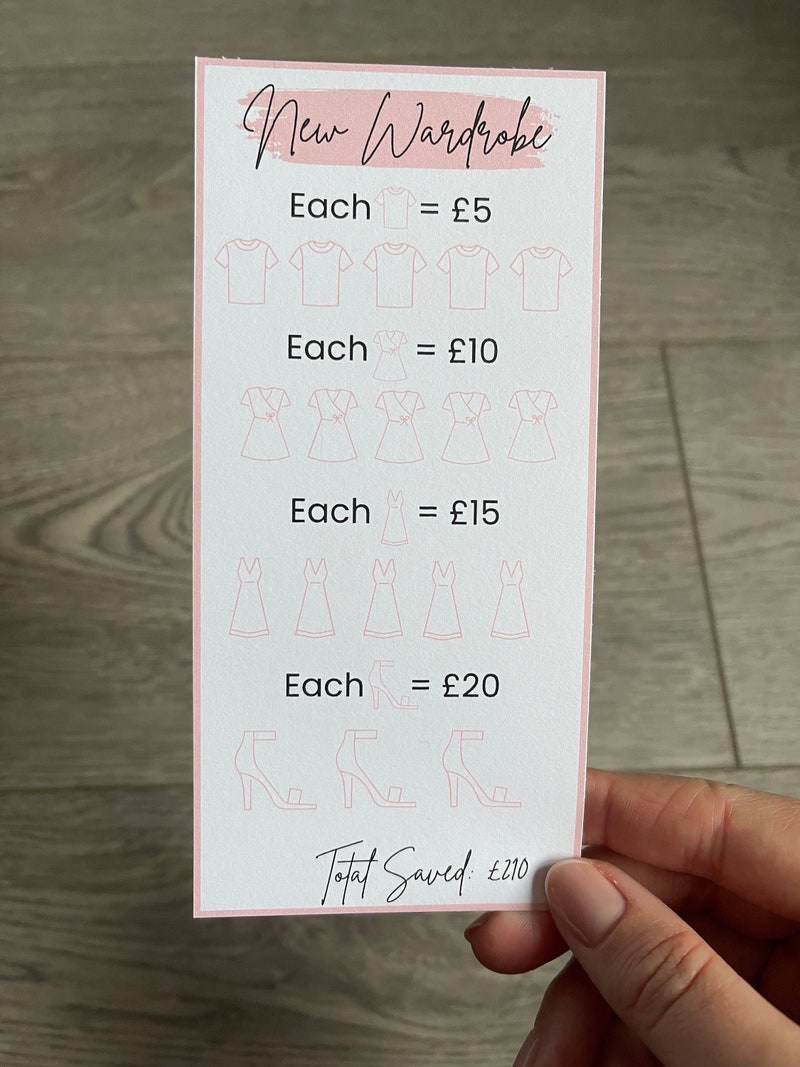 New Wardrobe
Each = £5
Each = £10
Each = £15
Each = £20
Total Saved: £210